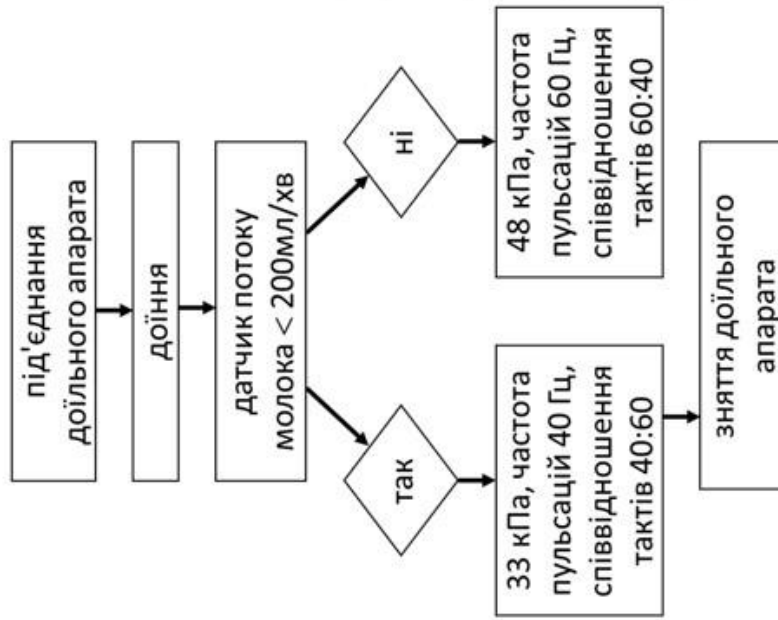 під'єднання
доїльного апарата
доїння
датчик потоку
молока < 200мл/хв
так
ні
33 кПа, частота
пульсацій 40 Гц,
співвідношення
тактів 40:60
48 кПа, частота
пульсацій 60 Гц,
співвідношення
тактів 60:40
зняття доїльного
апарата